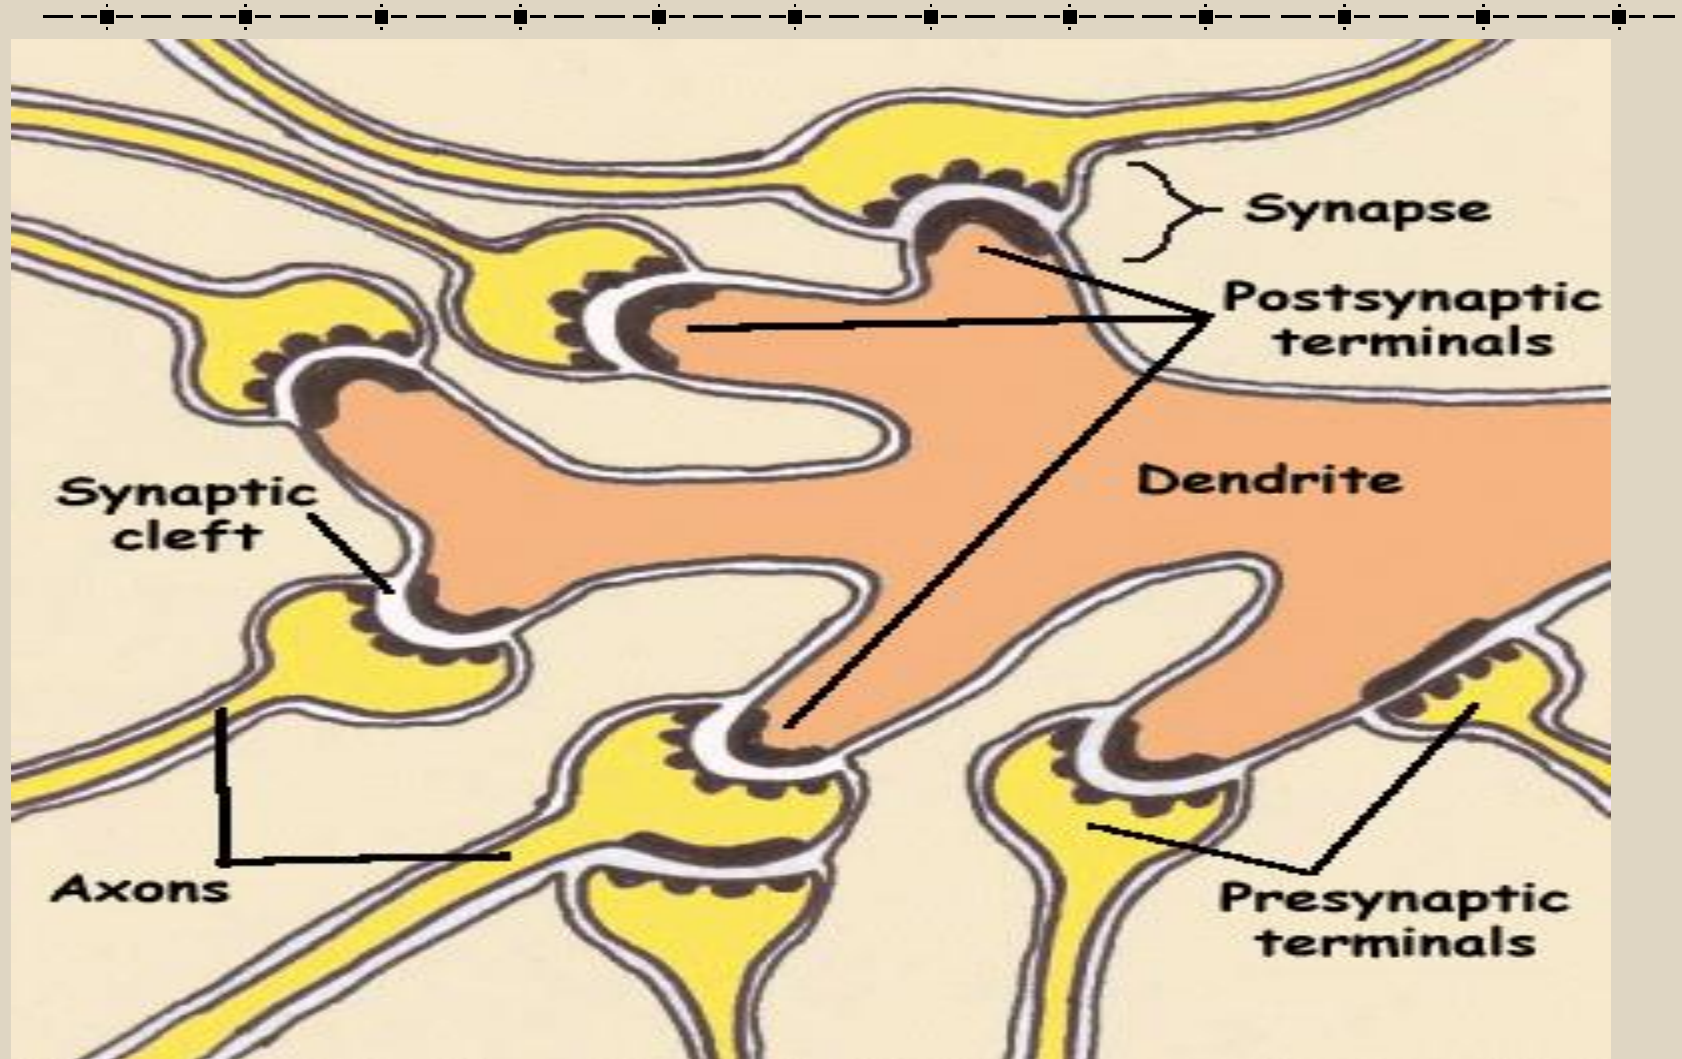 Synapse
Postsynaptic
terminals
Dendrite
Synaptic
cleft
Axons
Presynaptic
terminals